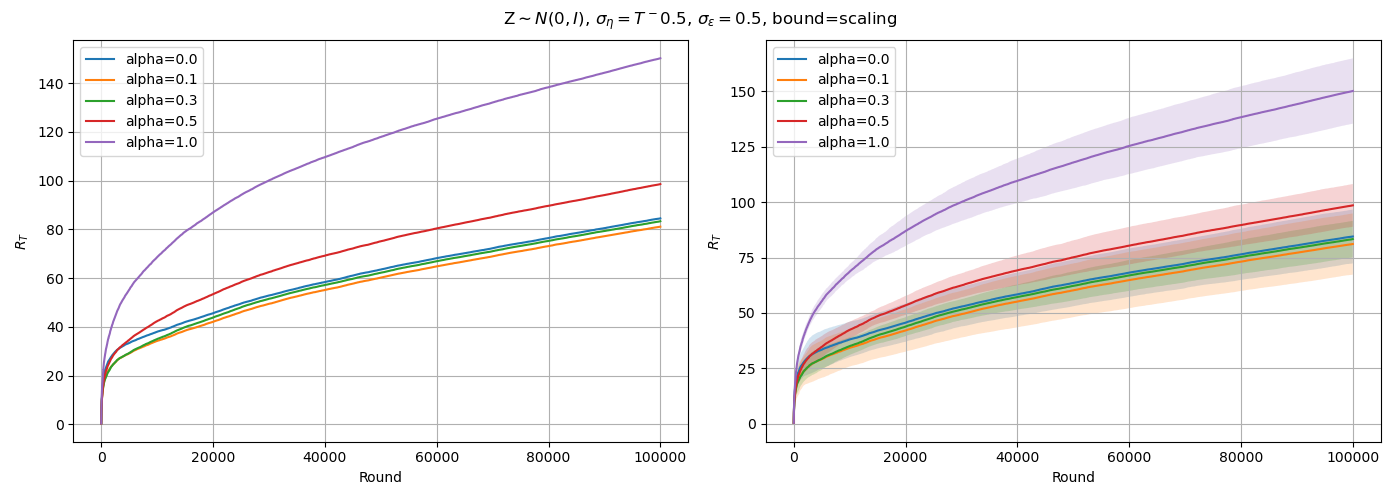 Z ~ N(0, I), σ_η = T⁻0.5, σ_ε = 0.5, bound=scaling
alpha=0.0
alpha=0.1
alpha=0.3
alpha=0.5
alpha=1.0
R_T
140
120
100
80
60
40
20
0
0 20000 40000 60000 80000 100000
Round
alpha=0.0
alpha=0.1
alpha=0.3
alpha=0.5
alpha=1.0
R_T
150
125
100
75
50
25
0
0 20000 40000 60000 80000 100000
Round